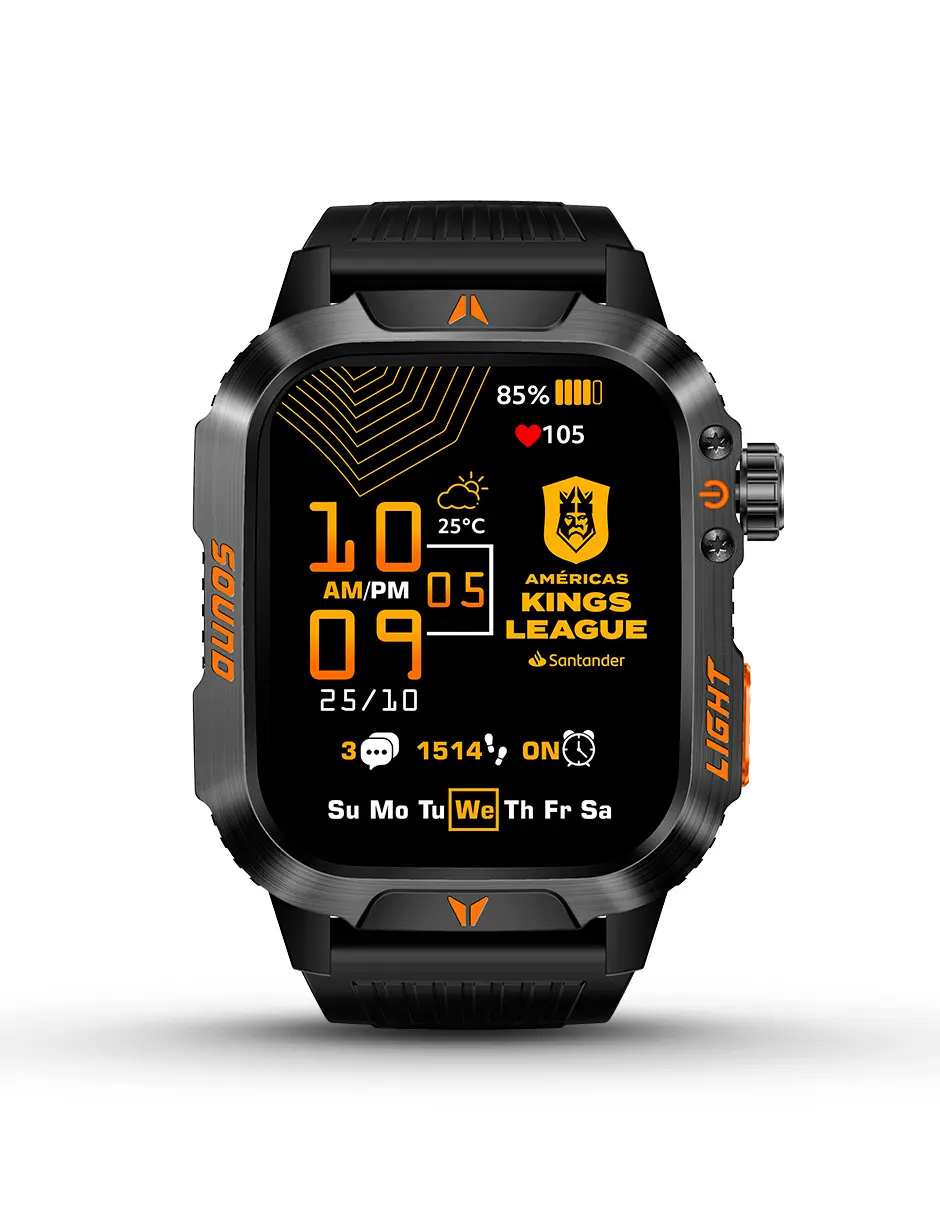 85%
105
10
25°C
AM/PM
05
09
25/10
AMÉRICAS
KINGS
LEAGUE
Santander
3
1514
ON
Su Mo Tu We Th Fr Sa
SOUND
LIGHT